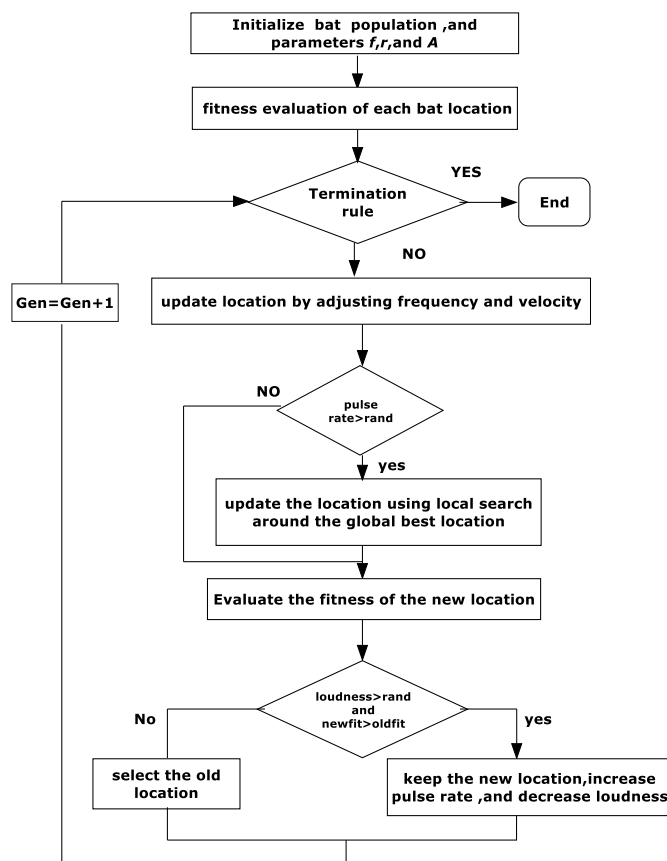 Initialize bat population ,and
parameters f,r,and A
fitness evaluation of each bat location
YES
Termination
rule
End
NO
Gen=Gen+1
update location by adjusting frequency and velocity
NO
pulse
rate>rand
yes
update the location using local search
around the global best location
Evaluate the fitness of the new location
loudness>rand
and
newfit>oldfit
No
yes
select the old
location
keep the new location,increase
pulse rate ,and decrease loudness